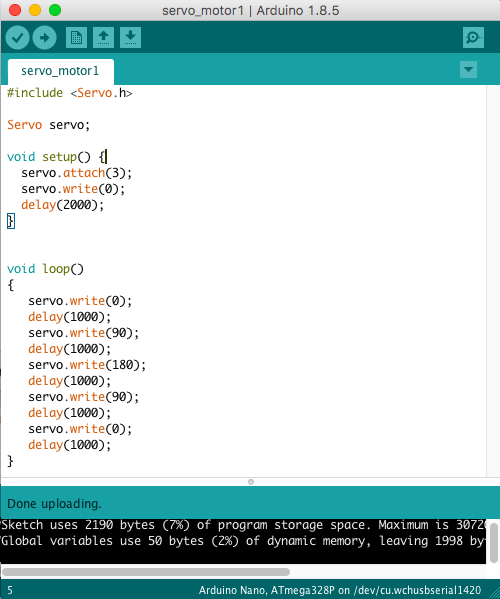 servo_motor1 | Arduino 1.8.5
servo_motor1
#include <Servo.h>
Servo servo;
void setup() {
servo.attach(3);
servo.write(0);
delay(2000);
}
void loop()
{
servo.write(0);
delay(1000);
servo.write(90);
delay(1000);
servo.write(180);
delay(1000);
servo.write(90);
delay(1000);
servo.write(0);
delay(1000);
}
Done uploading.
Sketch uses 2190 bytes (7%) of program storage space. Maximum is 30720
Global variables use 50 bytes (2%) of dynamic memory, leaving 1998 by
5 Arduino Nano, ATmega328P on /dev/cu.wchusbserial1420